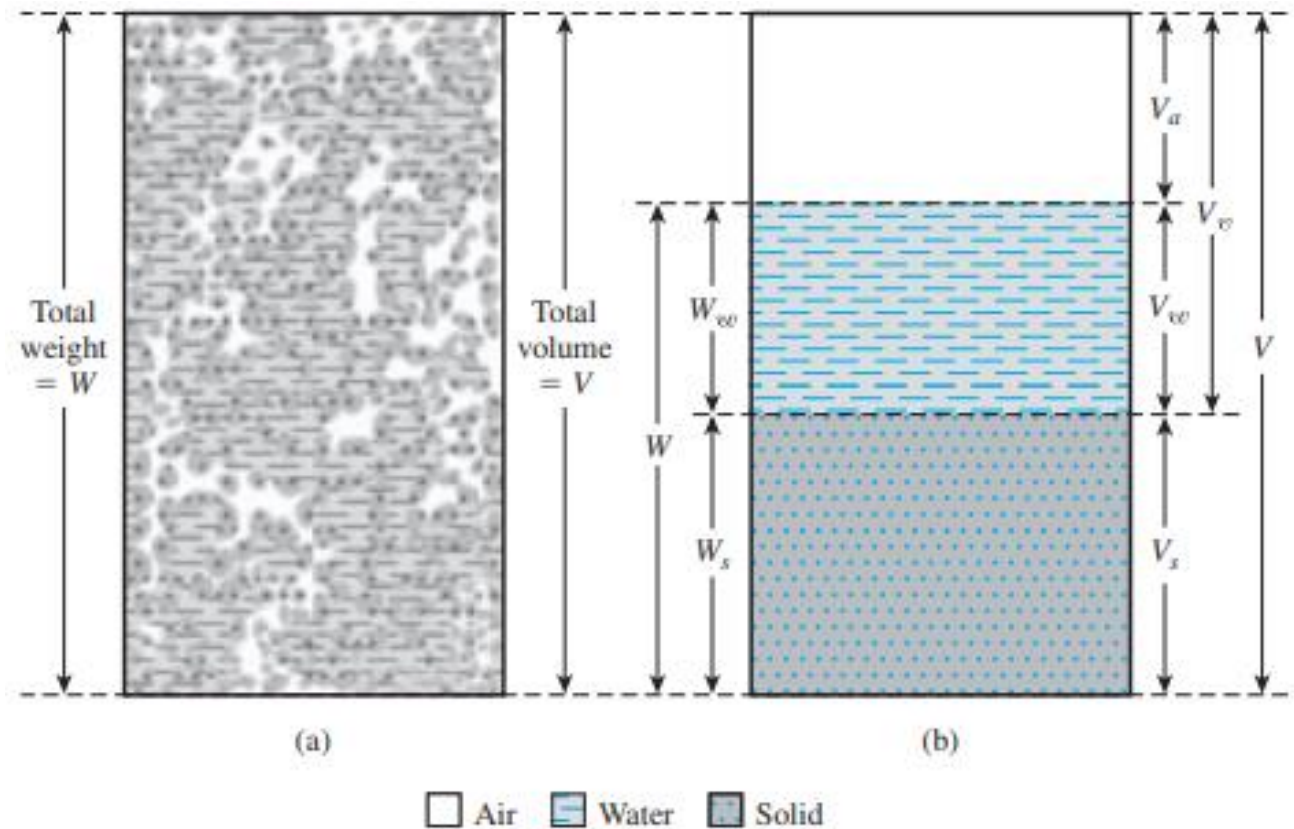 Total
weight
= W
Total
volume
= V
W
W_w
W_s
V_a
V_w
V_s
V_v
V
(a)
(b)
Air
Water
Solid